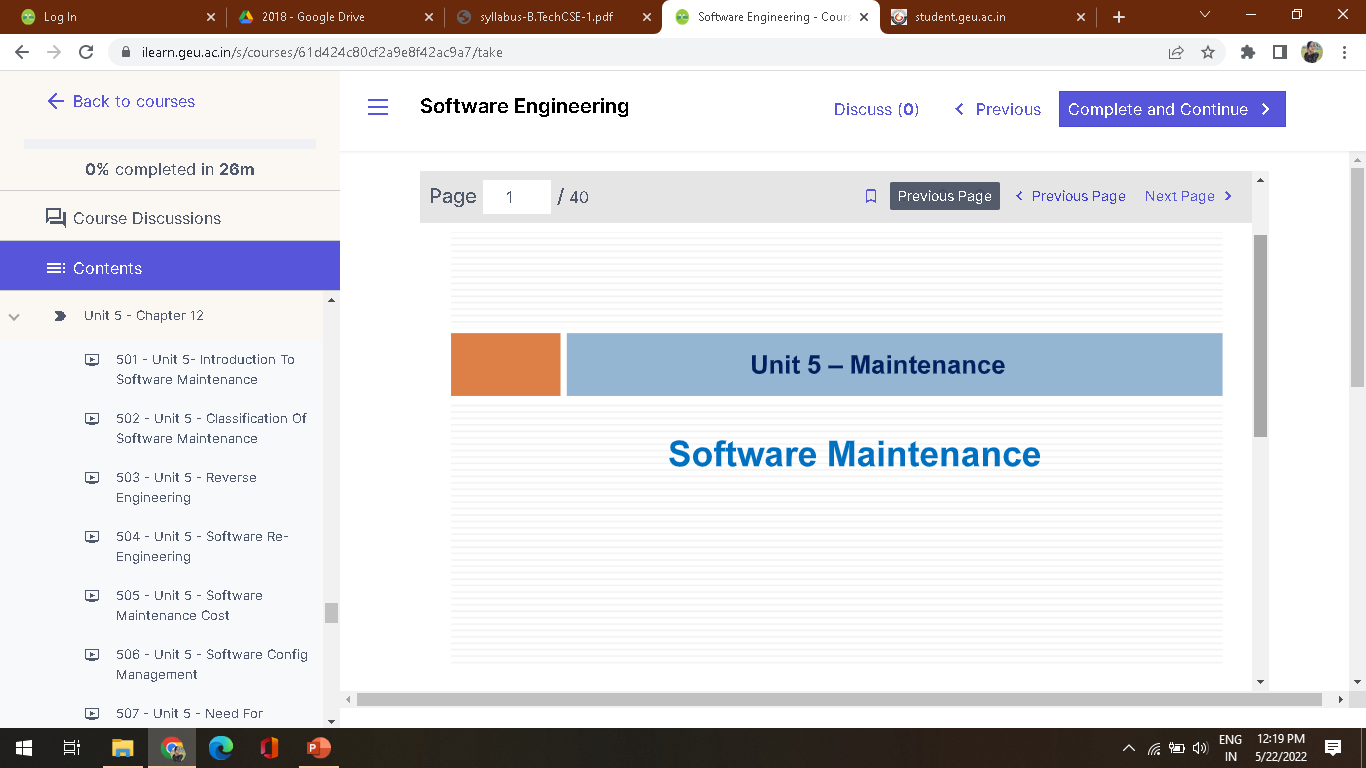 Log In
2018 - Google Drive
syllabus-B.TechCSE-1.pdf
Software Engineering - Cour
student.geu.ac.in
ilearn.geu.ac.in/s/courses/61d424c80cf2a9e8f42ac9a7/take
Back to courses
0% completed in 26m
Course Discussions
Contents
Unit 5 - Chapter 12
501 - Unit 5- Introduction To
Software Maintenance
502 - Unit 5 - Classification Of
Software Maintenance
503 - Unit 5 - Reverse
Engineering
504 - Unit 5 - Software Re-
Engineering
505 - Unit 5 - Software
Maintenance Cost
506 - Unit 5 - Software Config
Management
507 - Unit 5 - Need For
Software Engineering
Discuss (0)
Previous
Complete and Continue
Page 1 / 40
Previous Page
Previous Page
Next Page
Unit 5 – Maintenance
Software Maintenance
ENG
IN
12:19 PM
5/22/2022